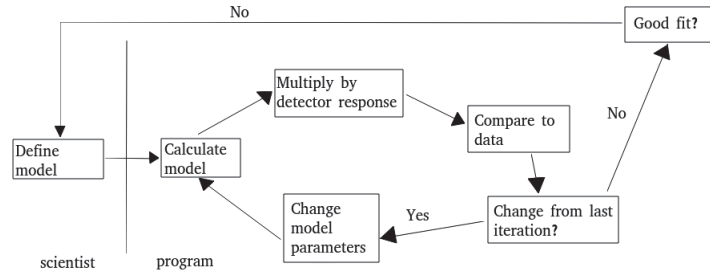 No
Good fit?
Multiply by
detector response
Compare to
data
No
Define
model
Calculate
model
Change
model
parameters
Yes
Change from last
iteration?
scientist
program